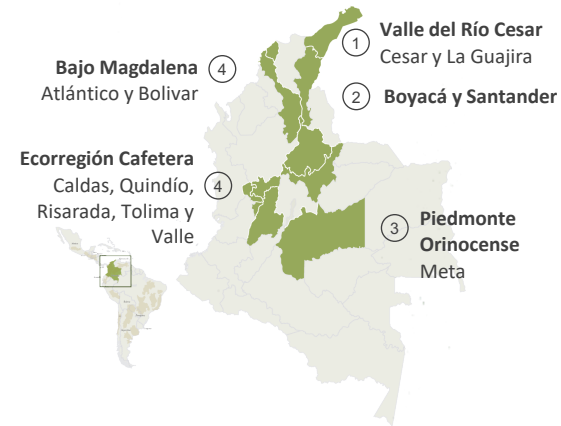 1
Valle del Río Cesar
Cesar y La Guajira
Bajo Magdalena
4
Atlántico y Bolivar
2
Boyacá y Santander
Ecorregión Cafetera
4
Caldas, Quindío,
Risarada, Tolima y
Valle
3
Piedmonte
Orinocense
Meta